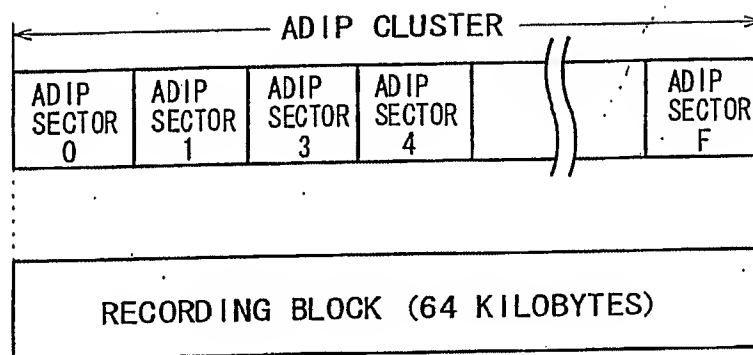 ADIP CLUSTER
ADIP SECTOR 0
ADIP SECTOR 1
ADIP SECTOR 3
ADIP SECTOR 4
ADIP SECTOR F
RECORDING BLOCK (64 KILOBYTES)